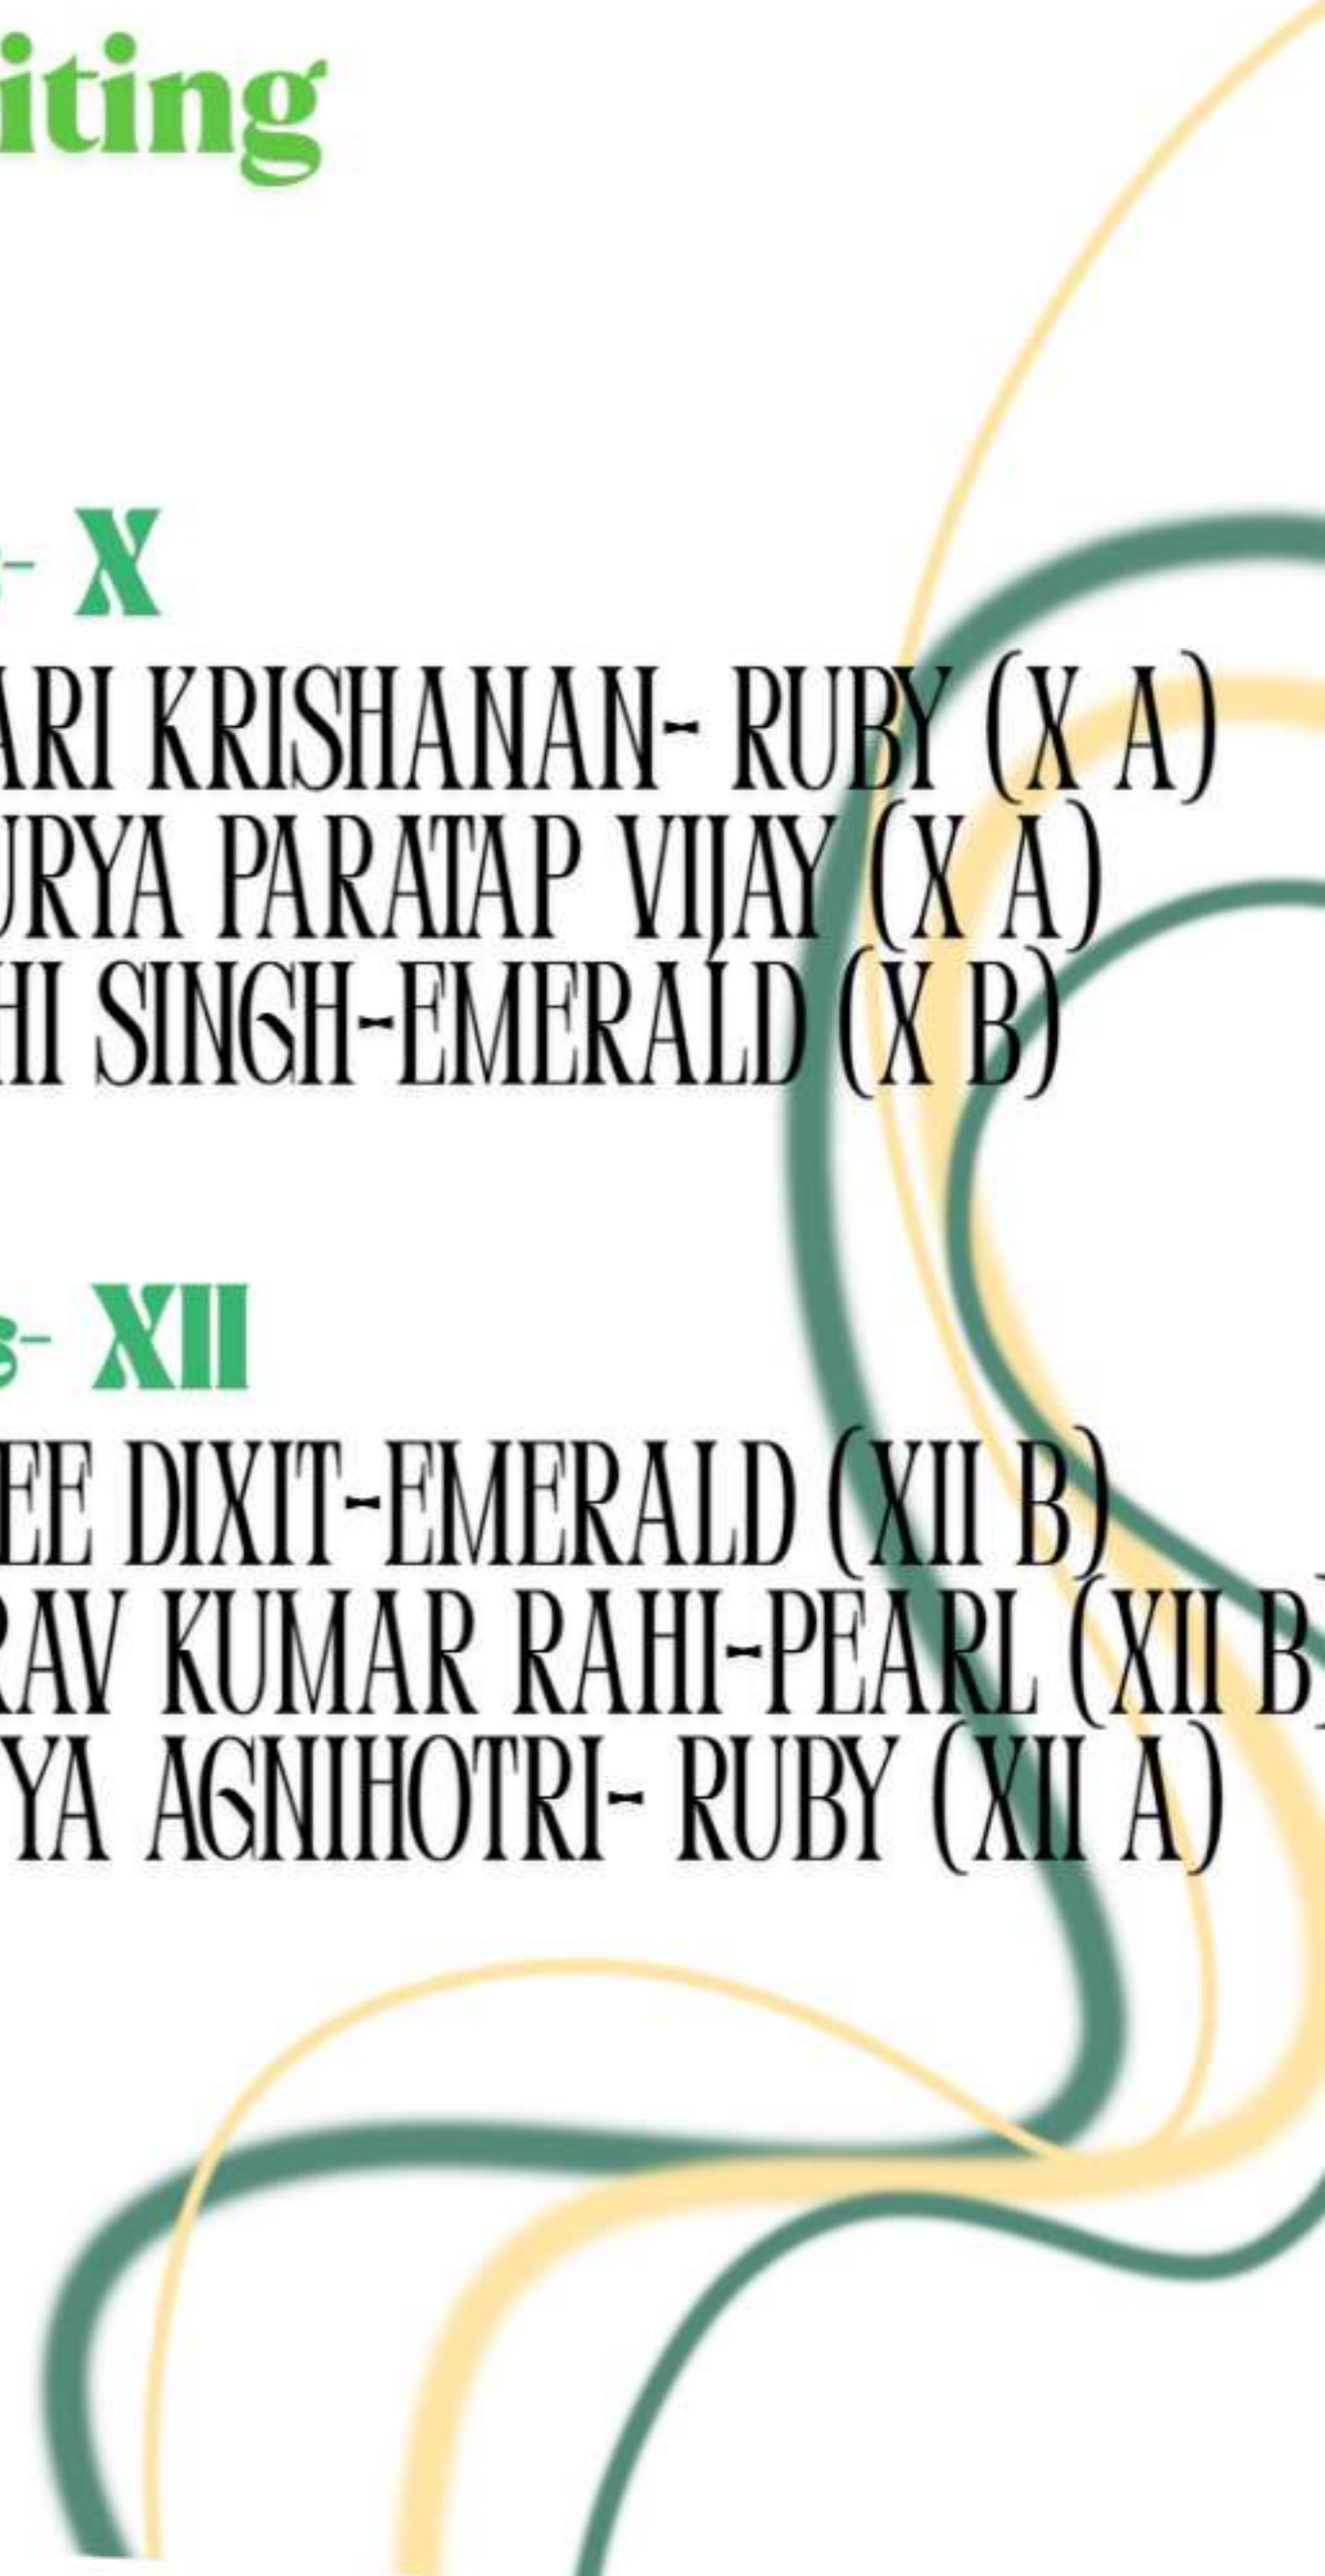 iting
s- X
ARI KRISHANAN- RUBY (X A)
URYA PARATAP VIJAY (X A)
HI SINGH-EMERALD (X B)
s- XII
EE DIXIT-EMERALD (XII B)
RAV KUMAR RAHI-PEARL (XII B)
YA AGNIHOTRI- RUBY (XII A)